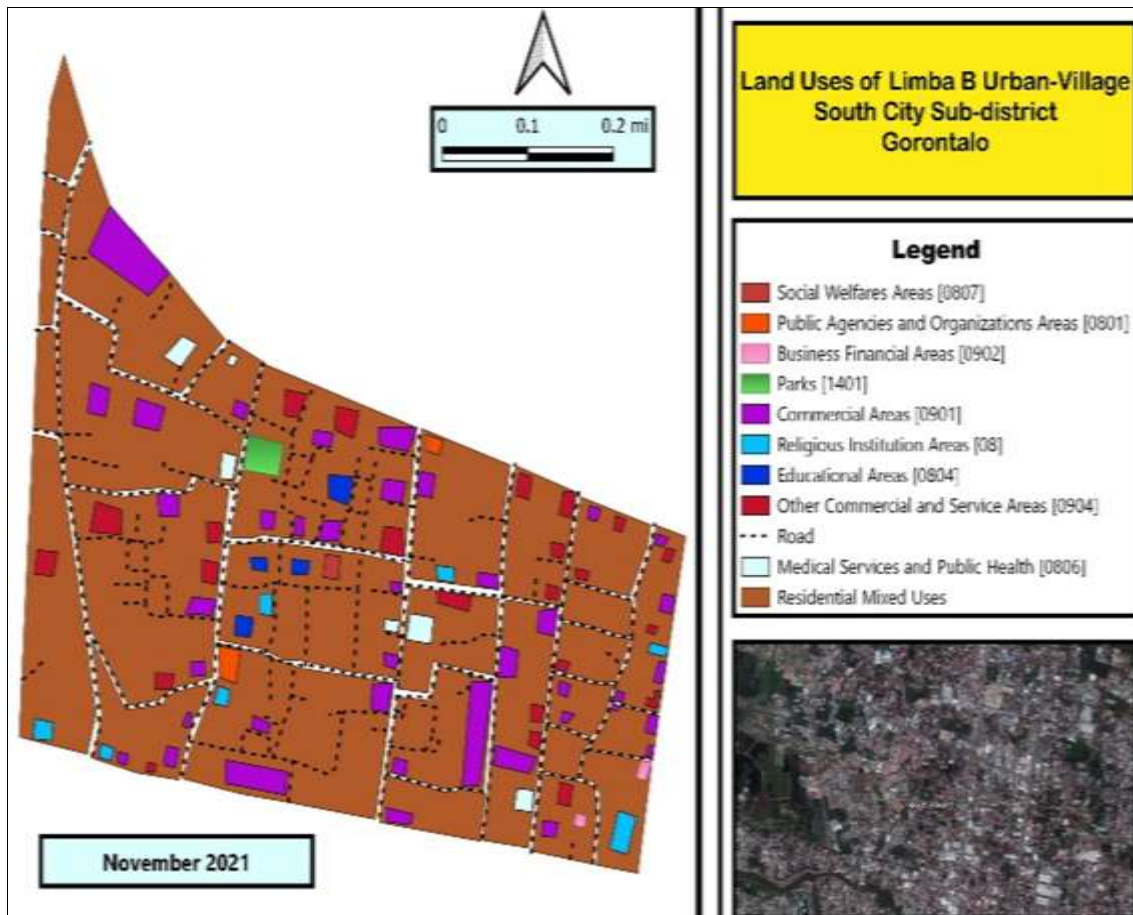 0 0.1 0.2 mi
Land Uses of Limba B Urban-Village
South City Sub-district
Gorontalo
Legend
Social Welfares Areas [0807]
Public Agencies and Organizations Areas [0801]
Business Financial Areas [0902]
Parks [1401]
Commercial Areas [0901]
Religious Institution Areas [08]
Educational Areas [0804]
Other Commercial and Service Areas [0904]
Road
Medical Services and Public Health [0806]
Residential Mixed Uses
November 2021